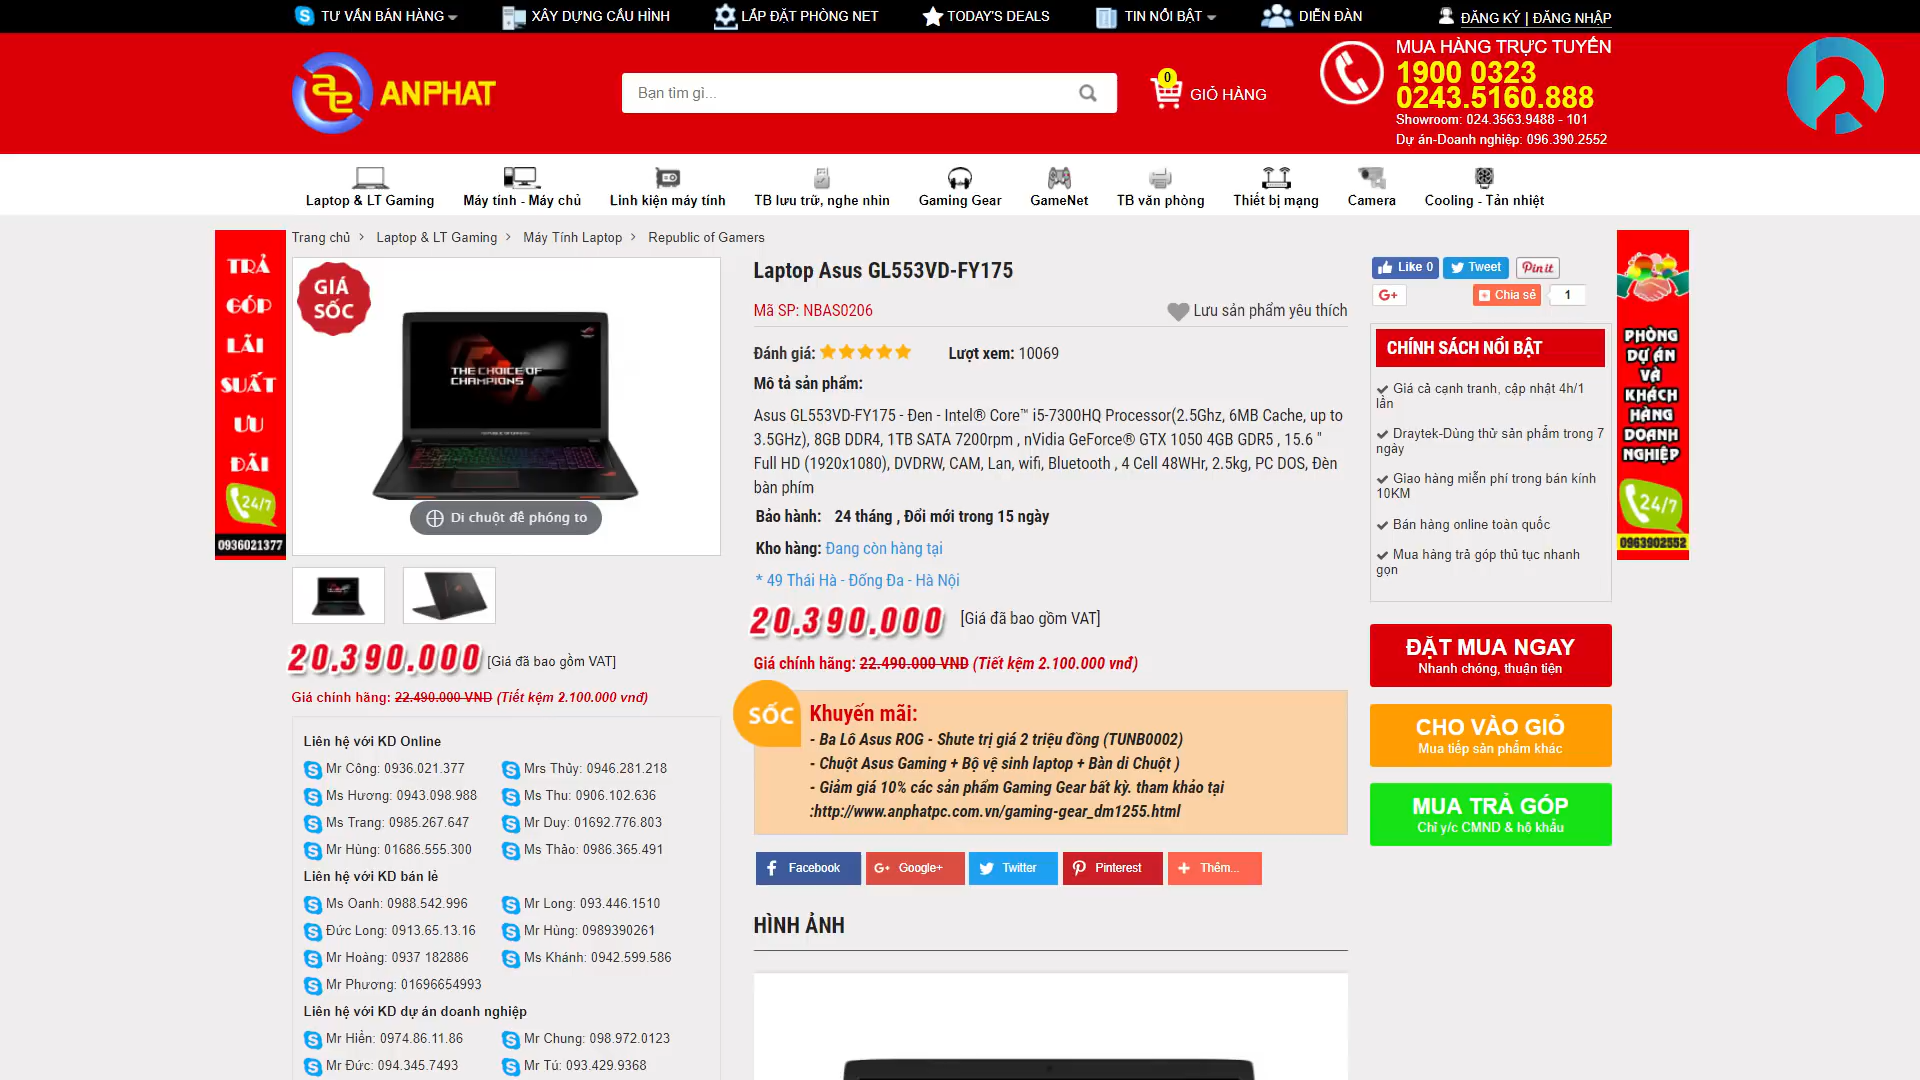 TƯ VẤN BÁN HÀNG
XÂY DỰNG CẤU HÌNH
LẮP ĐẶT PHÒNG NET
TODAY'S DEALS
TIN NỔI BẬT
DIỄN ĐÀN
ĐĂNG KÝ | ĐĂNG NHẬP
ANPHAT
Bạn tìm gì...
0
GIỎ HÀNG
MUA HÀNG TRỰC TUYẾN
1900 0323
0243.5160.888
Showroom: 024.3563.9488 - 101
Dự án-Doanh nghiệp: 096.390.2552
Laptop & LT Gaming
Máy tính - Máy chủ
Linh kiện máy tính
TB lưu trữ, nghe nhìn
Gaming Gear
GameNet
TB văn phòng
Thiết bị mạng
Camera
Cooling - Tản nhiệt
TRẢ
GÓP
LÃI
SUẤT
ƯU
ĐÃI
24/7
0936021377
Trang chủ > Laptop & LT Gaming > Máy Tính Laptop > Republic of Gamers
GIÁ
SỐC
THE CHOICE OF
CHAMPIONS
Di chuột để phóng to
20.390.000 [Giá đã bao gồm VAT]
Giá chính hãng: 22.490.000 VNĐ (Tiết kệm 2.100.000 vnđ)
Liên hệ với KD Online
Mr Công: 0936.021.377
Mrs Thủy: 0946.281.218
Ms Hương: 0943.098.988
Ms Thu: 0906.102.636
Ms Trang: 0985.267.647
Mr Duy: 01692.776.803
Mr Hùng: 01686.555.300
Ms Thảo: 0986.365.491
Liên hệ với KD bán lẻ
Ms Oanh: 0988.542.996
Mr Long: 093.446.1510
Đức Long: 0913.65.13.16
Mr Hùng: 0989390261
Mr Hoàng: 0937 182886
Ms Khánh: 0942.599.586
Mr Phương: 01696654993
Liên hệ với KD dự án doanh nghiệp
Mr Hiển: 0974.86.11.86
Mr Chung: 098.972.0123
Mr Đức: 094.345.7493
Mr Tú: 093.429.9368
Laptop Asus GL553VD-FY175
Mã SP: NBAS0206
Lưu sản phẩm yêu thích
Đánh giá:
Lượt xem: 10069
Mô tả sản phẩm:
Asus GL553VD-FY175 - Đen - Intel® Core™ i5-7300HQ Processor(2.5Ghz, 6MB Cache, up to
3.5GHz), 8GB DDR4, 1TB SATA 7200rpm , nVidia GeForce® GTX 1050 4GB GDR5 , 15.6 "
Full HD (1920x1080), DVDRW, CAM, Lan, wifi, Bluetooth , 4 Cell 48WHr, 2.5kg, PC DOS, Đèn
bàn phím
Bảo hành: 24 tháng , Đổi mới trong 15 ngày
Kho hàng: Đang còn hàng tại
* 49 Thái Hà - Đống Đa - Hà Nội
20.390.000 [Giá đã bao gồm VAT]
Giá chính hãng: 22.490.000 VNĐ (Tiết kệm 2.100.000 vnđ)
SỐC
Khuyến mãi:
- Ba Lô Asus ROG - Shute trị giá 2 triệu đồng (TUNB0002)
- Chuột Asus Gaming + Bộ vệ sinh laptop + Bàn di Chuột )
- Giảm giá 10% các sản phẩm Gaming Gear bất kỳ. tham khảo tại
:http://www.anphatpc.com.vn/gaming-gear_dm1255.html
Facebook
Google+
Twitter
Pinterest
Thêm...
HÌNH ẢNH
Like 0
Tweet
Pin it
G+
Chia sẻ
1
CHÍNH SÁCH NỔI BẬT
Giá cả cạnh tranh, cập nhật 4h/1
lần
Draytek-Dùng thử sản phẩm trong 7
ngày
Giao hàng miễn phí trong bán kính
10KM
Bán hàng online toàn quốc
Mua hàng trả góp thủ tục nhanh
gọn
ĐẶT MUA NGAY
Nhanh chóng, thuận tiện
CHO VÀO GIỎ
Mua tiếp sản phẩm khác
MUA TRẢ GÓP
Chỉ y/c CMND & hộ khẩu
PHÒNG
DỰ ÁN
VÀ
KHÁCH
HÀNG
DOANH
NGHIỆP
24/7
0963902552